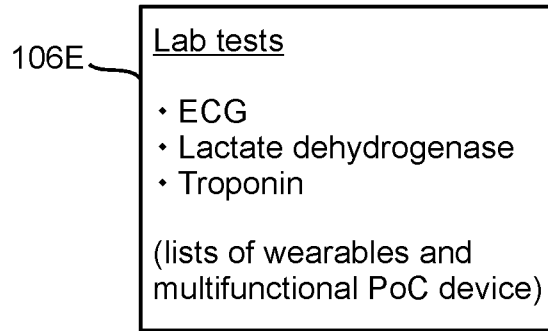 106E
Lab tests
・ECG
・Lactate dehydrogenase
・Troponin
(lists of wearables and
multifunctional PoC device)